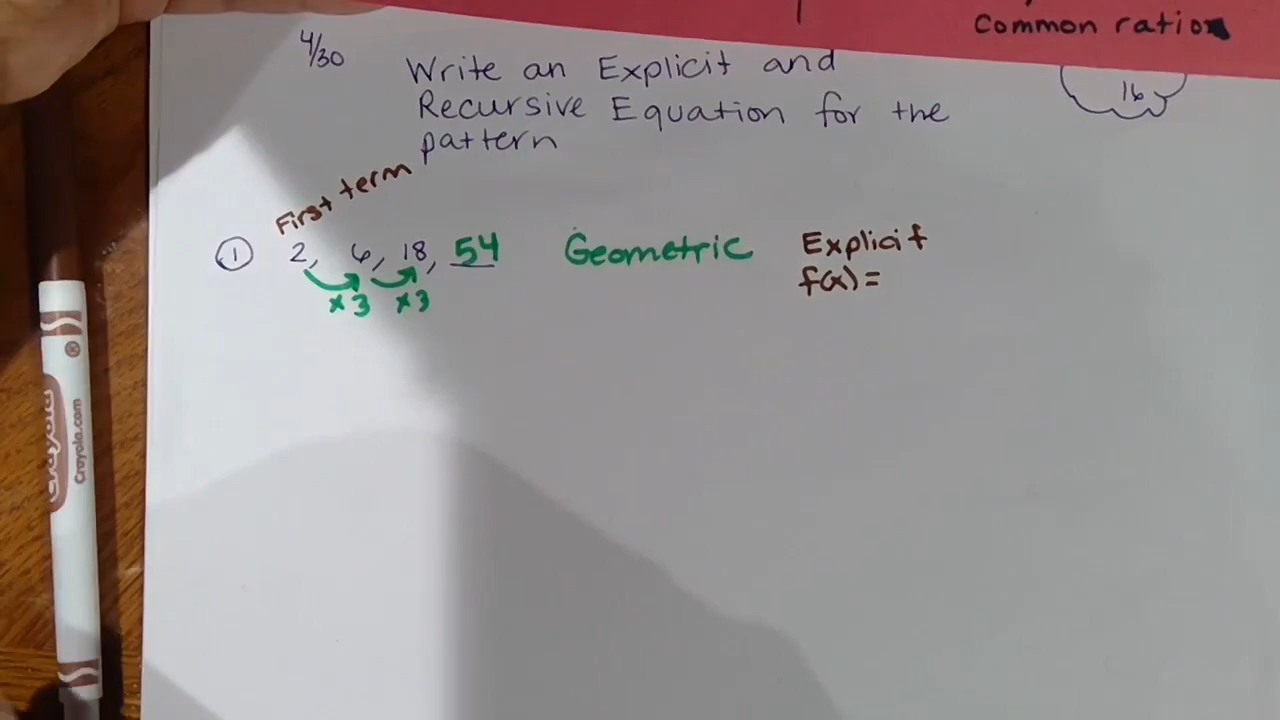 Common ratio
4/30
Write an Explicit and
Recursive Equation for the
pattern
16
First term
① 2, 6, 18, 54 Geometric Explicit
f(x)=
×3 ×3
Crayola
Crayola.com